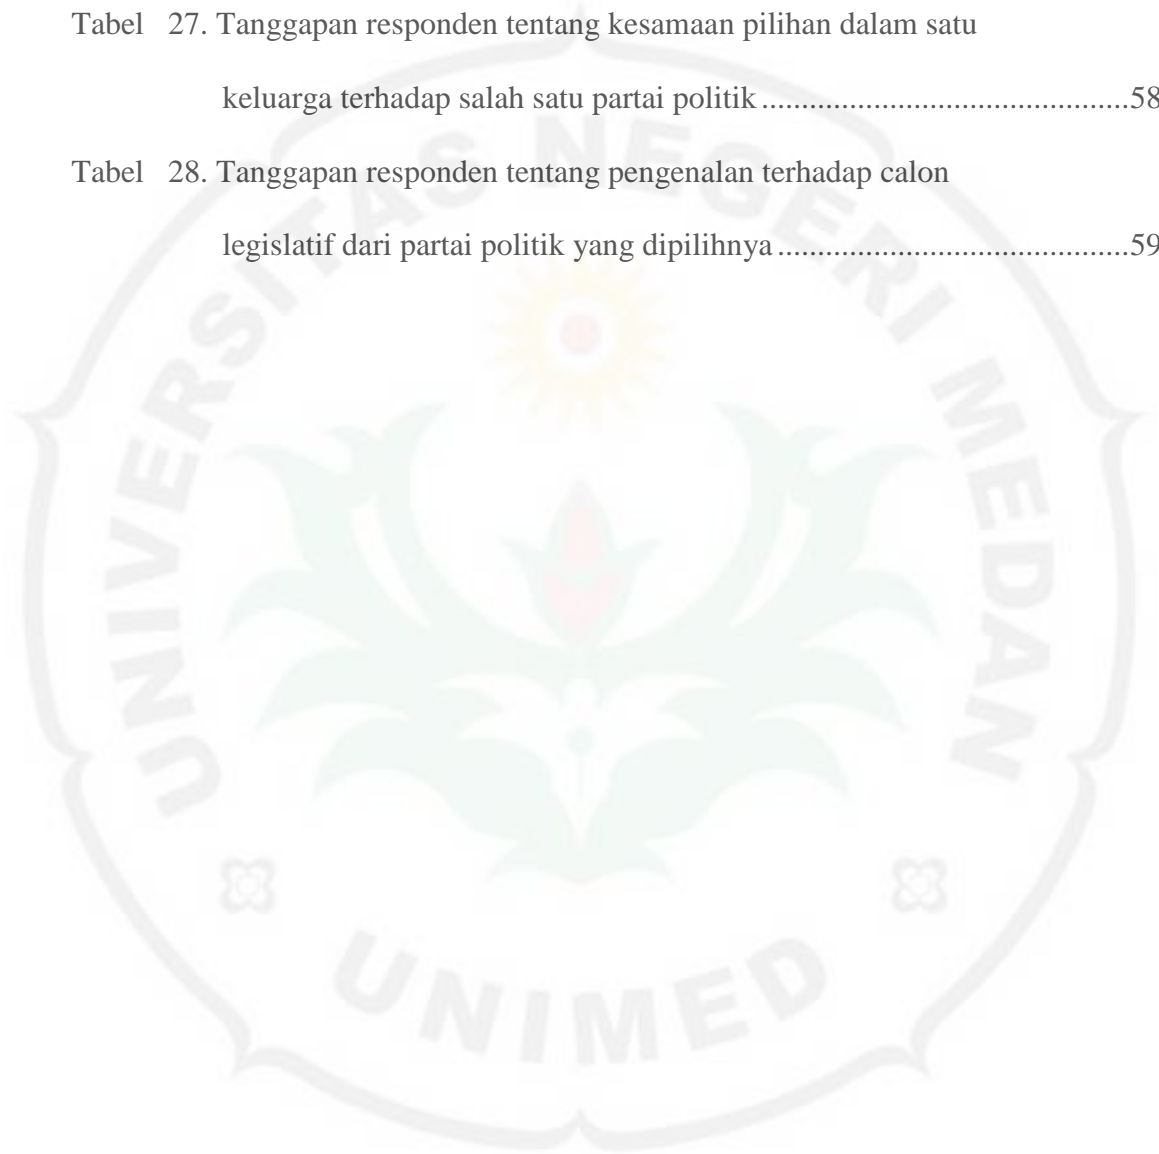 Tabel 27. Tanggapan responden tentang kesamaan pilihan dalam satu
keluarga terhadap salah satu partai politik.......................................58
Tabel 28. Tanggapan responden tentang pengenalan terhadap calon
legislatif dari partai politik yang dipilihnya.....................................59
UNIVERSITAS NEGERI MEDAN
UNIMED